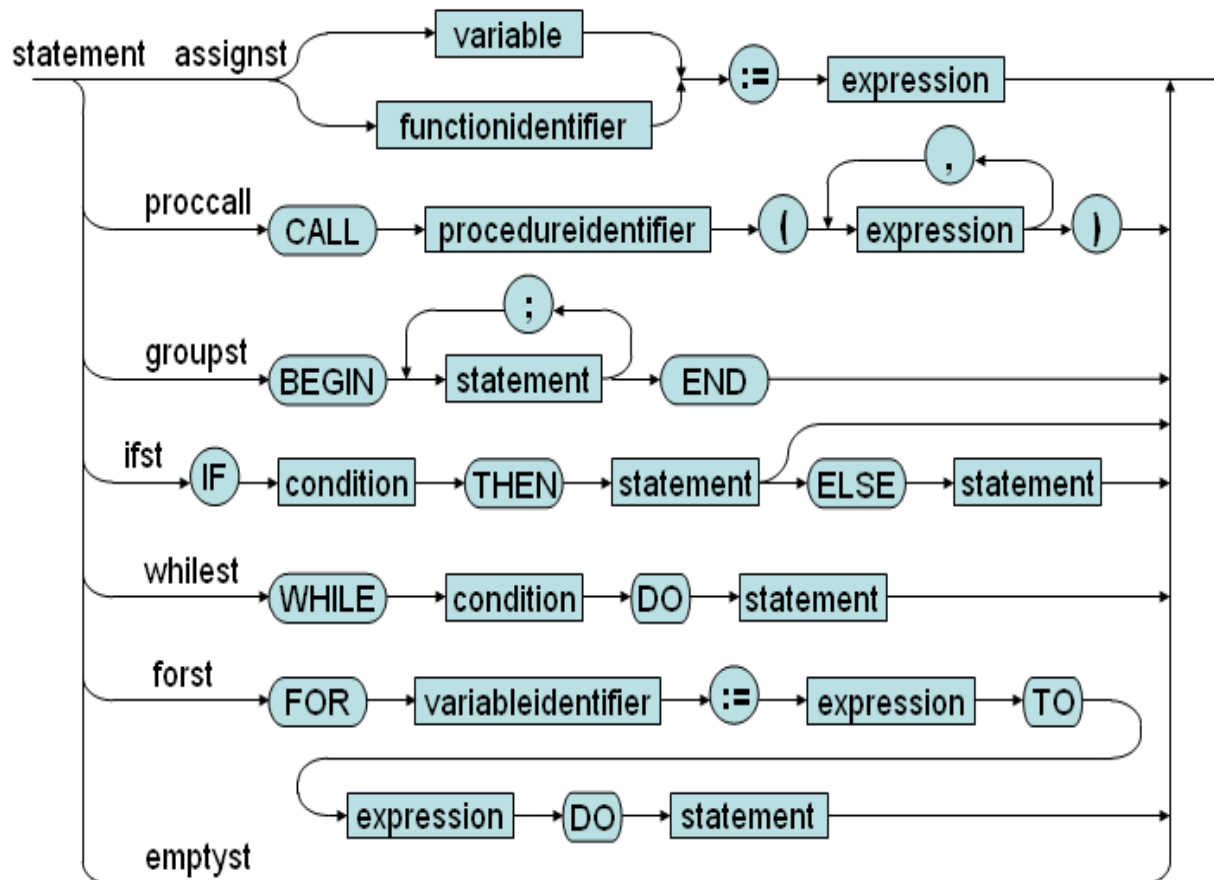 variable
statement assignst := expression
functionidentifier
,
proccall CALL procedureidentifier ( expression )
;
groupst BEGIN statement END
ifst IF condition THEN statement ELSE statement
whilest WHILE condition DO statement
forst FOR variableidentifier := expression TO
expression DO statement
emptyst